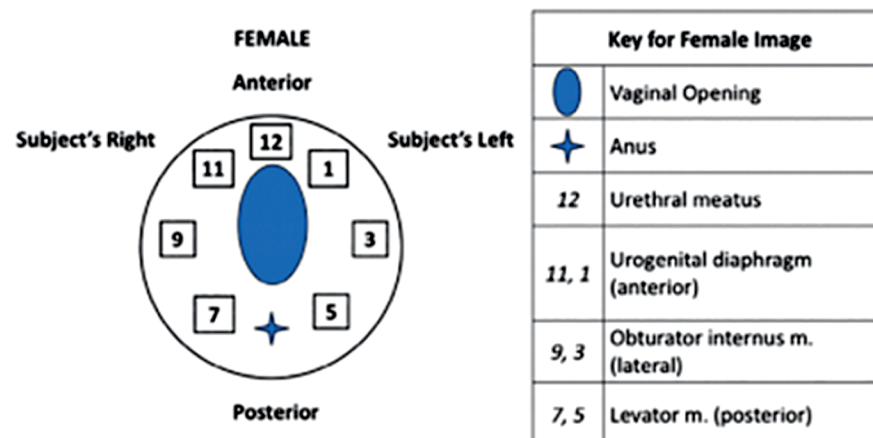 FEMALE
Anterior
Subject's Right
Subject's Left
12
11
1
9
3
7
5
Posterior
Key for Female Image
Vaginal Opening
Anus
12 Urethral meatus
11, 1 Urogenital diaphragm
(anterior)
9, 3 Obturator internus m.
(lateral)
7, 5 Levator m. (posterior)